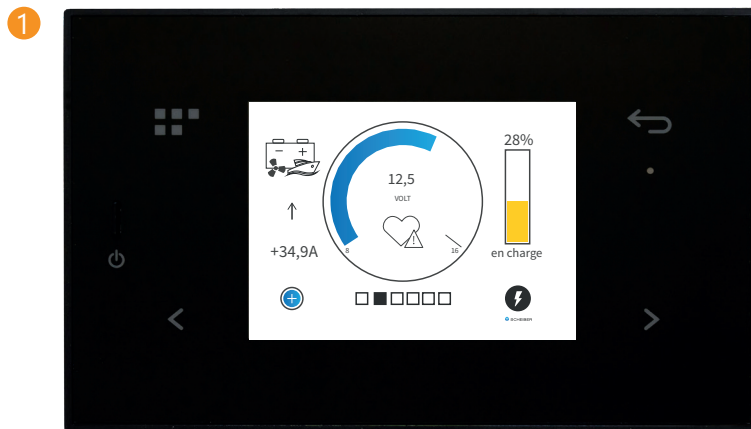 1
28%
12,5
VOLT
8
16
+34,9A
en charge
SCHEIBER